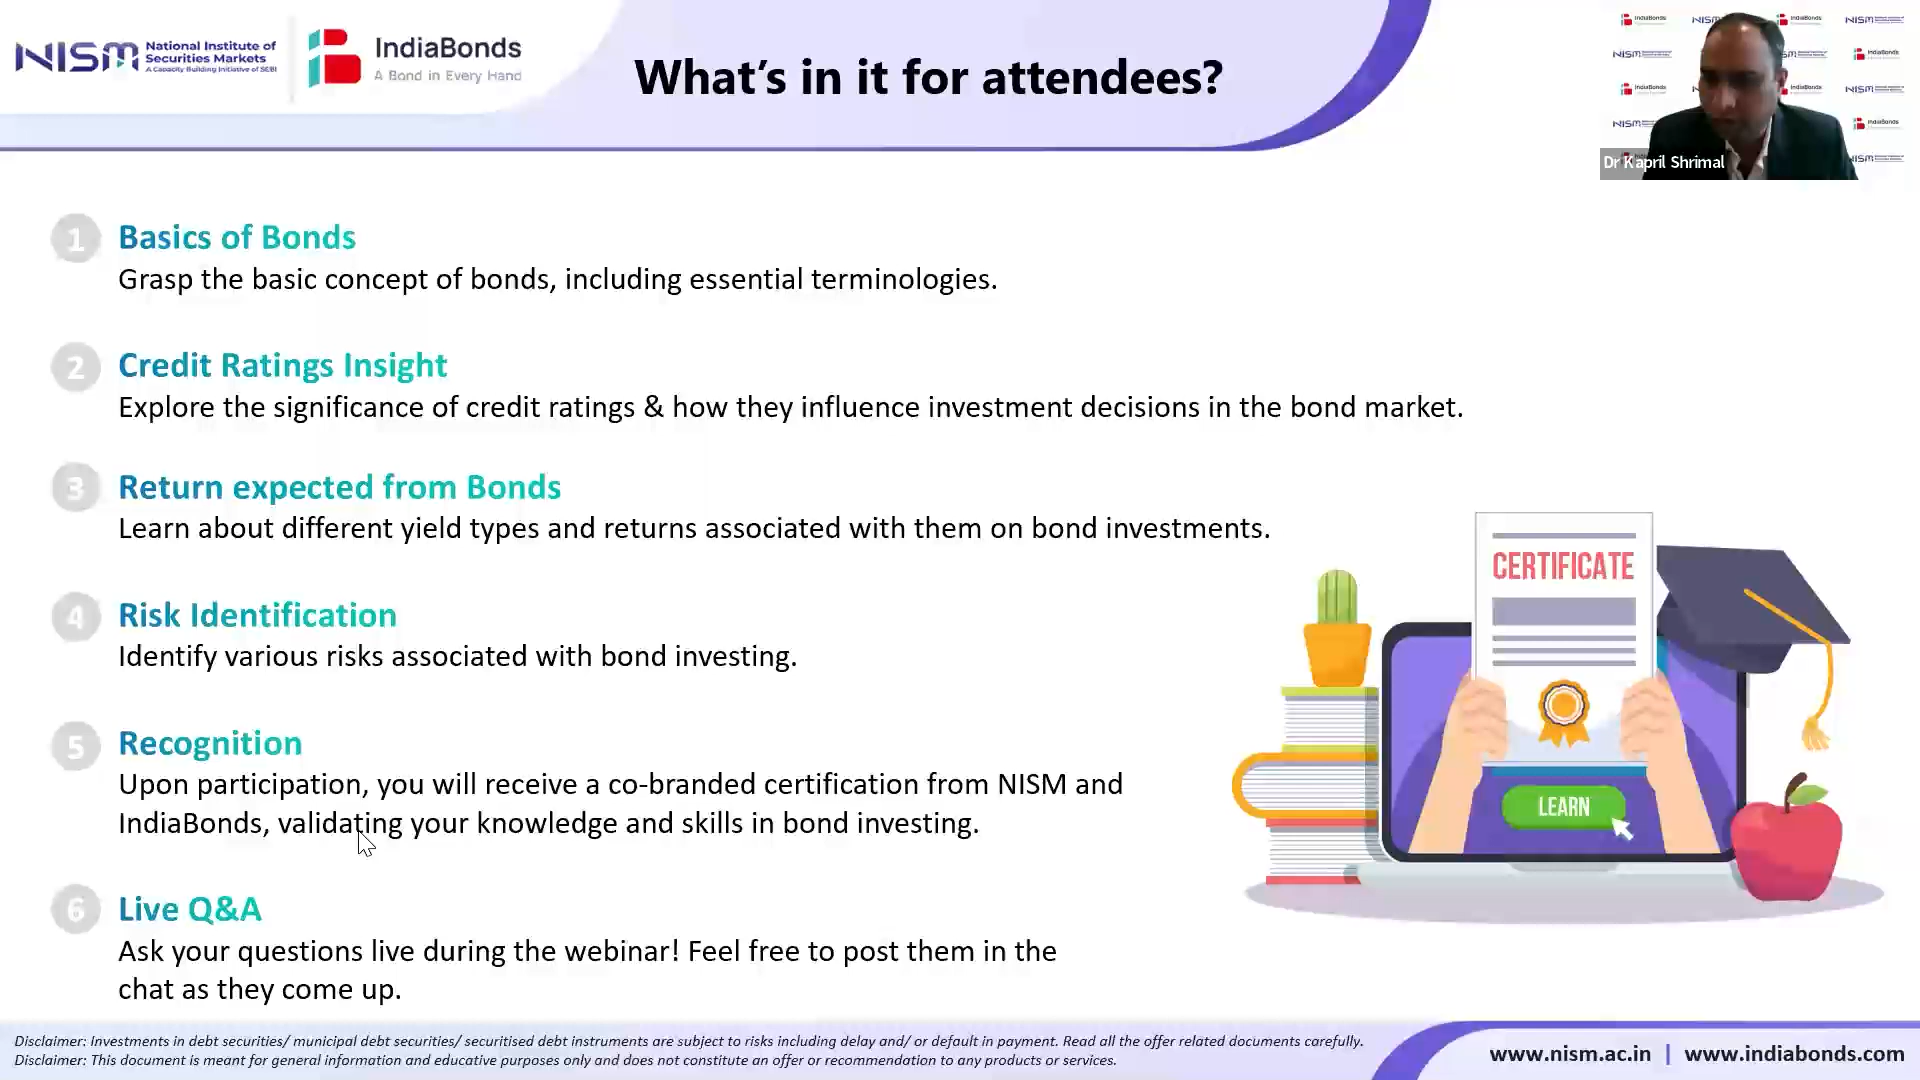 NISM National Institute of
Securities Markets
A Capacity Building Initiative of SEBI
IndiaBonds
A Bond in Every Hand
What's in it for attendees?
Dr Kapril Shrimal
1 Basics of Bonds
Grasp the basic concept of bonds, including essential terminologies.
2 Credit Ratings Insight
Explore the significance of credit ratings & how they influence investment decisions in the bond market.
3 Return expected from Bonds
Learn about different yield types and returns associated with them on bond investments.
4 Risk Identification
Identify various risks associated with bond investing.
5 Recognition
Upon participation, you will receive a co-branded certification from NISM and
IndiaBonds, validating your knowledge and skills in bond investing.
6 Live Q&A
Ask your questions live during the webinar! Feel free to post them in the
chat as they come up.
CERTIFICATE
LEARN
Disclaimer: Investments in debt securities/ municipal debt securities/ securitised debt instruments are subject to risks including delay and/ or default in payment. Read all the offer related documents carefully.
Disclaimer: This document is meant for general information and educative purposes only and does not constitute an offer or recommendation to any products or services.
www.nism.ac.in | www.indiabonds.com